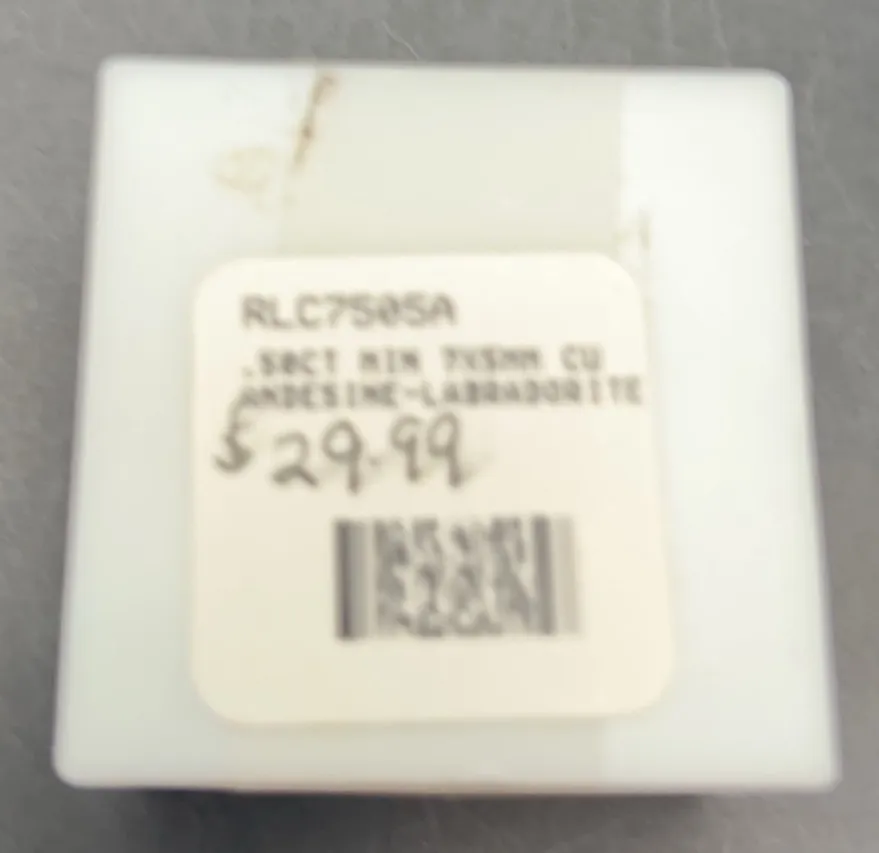 RLC7505A
.50CT MIN 7X5MM CU
ANDESINE-LABRADORITE
$29.99